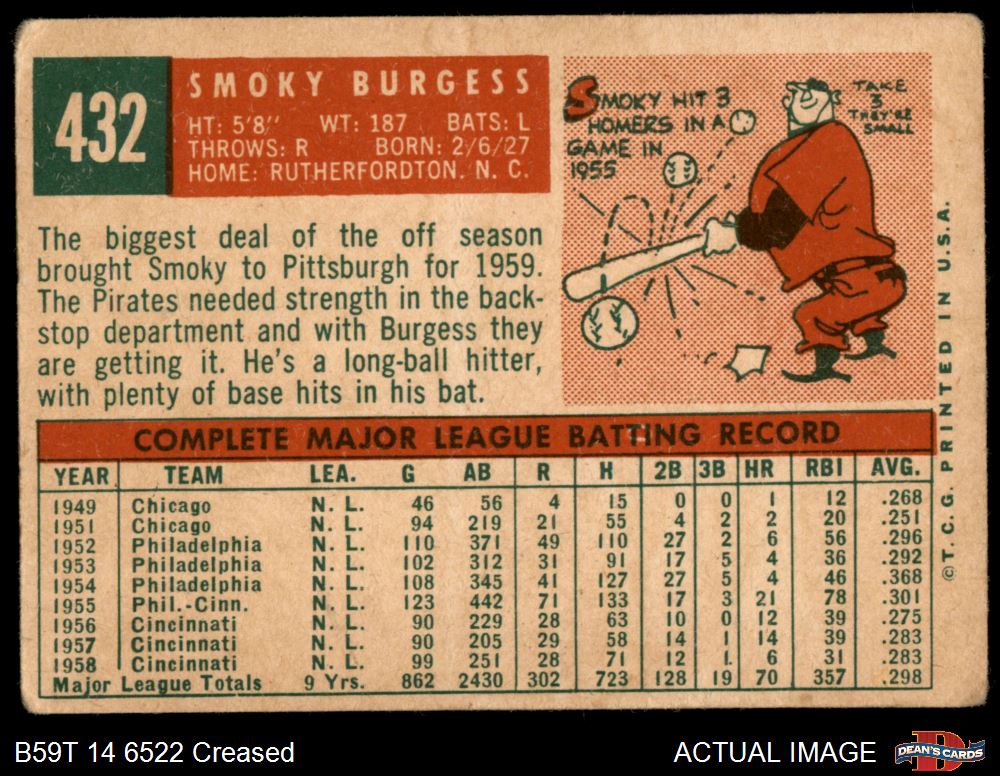 432
SMOKY BURGESS
HT: 5'8" WT: 187 BATS: L
THROWS: R BORN: 2/6/27
HOME: RUTHERFORDTON. N. C.
SMOKY HIT 3
HOMERS IN A
GAME IN
1955
TAKE
3
THEY'RE
SMALL
The biggest deal of the off season
brought Smoky to Pittsburgh for 1959.
The Pirates needed strength in the back-
stop department and with Burgess they
are getting it. He's a long-ball hitter,
with plenty of base hits in his bat.
COMPLETE MAJOR LEAGUE BATTING RECORD
YEAR TEAM LEA. G AB R H 2B 3B HR RBI AVG.
1949 Chicago N. L. 46 56 4 15 0 0 1 12 .268
1951 Chicago N. L. 94 219 21 55 4 2 2 20 .251
1952 Philadelphia N. L. 110 371 49 110 27 2 6 56 .296
1953 Philadelphia N. L. 102 312 31 91 17 5 4 36 .292
1954 Philadelphia N. L. 108 345 41 127 27 5 4 46 .368
1955 Phil.-Cinn. N. L. 123 442 71 133 17 3 21 78 .301
1956 Cincinnati N. L. 90 229 28 63 10 0 12 39 .275
1957 Cincinnati N. L. 90 205 29 58 14 1 14 39 .283
1958 Cincinnati N. L. 99 251 28 71 12 1 6 31 .283
Major League Totals 9 Yrs. 862 2430 302 723 128 19 70 357 .298
© T. C. G. PRINTED IN U.S.A.
B59T 14 6522 Creased
ACTUAL IMAGE
D
DEAN'S CARDS